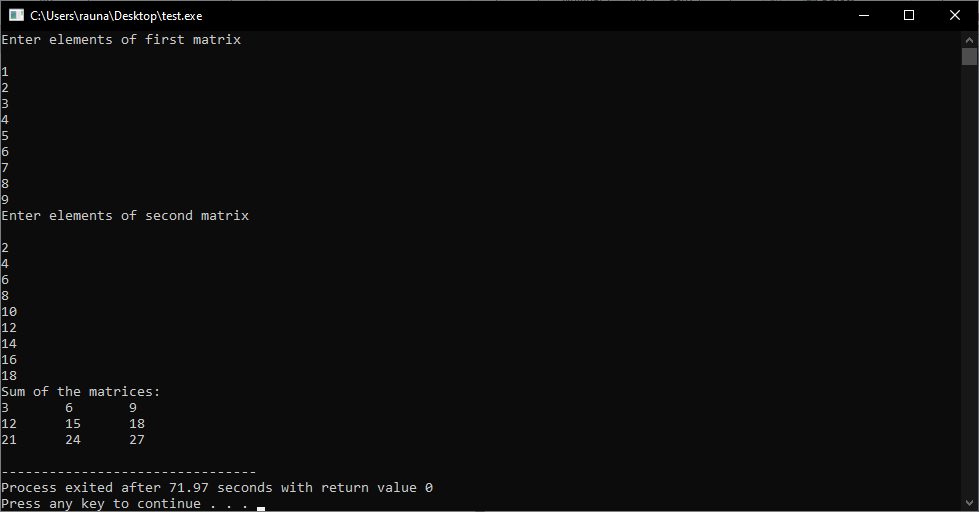 C:\Users\rauna\Desktop\test.exe
Enter elements of first matrix
1
2
3
4
5
6
7
8
9
Enter elements of second matrix
2
4
6
8
10
12
14
16
18
Sum of the matrices:
3 6 9
12 15 18
21 24 27
--------------------------------
Process exited after 71.97 seconds with return value 0
Press any key to continue . . .